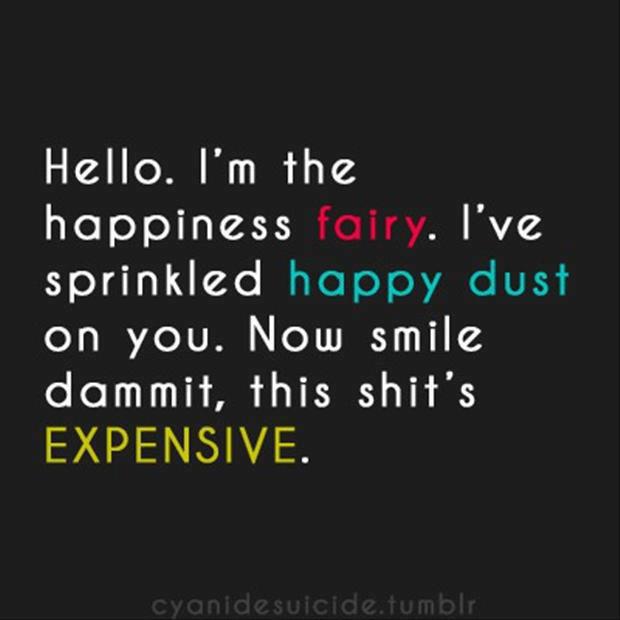 Hello. I'm the
happiness fairy. I've
sprinkled happy dust
on you. Now smile
dammit, this shit's
EXPENSIVE.
cyanidesuicide.tumblr